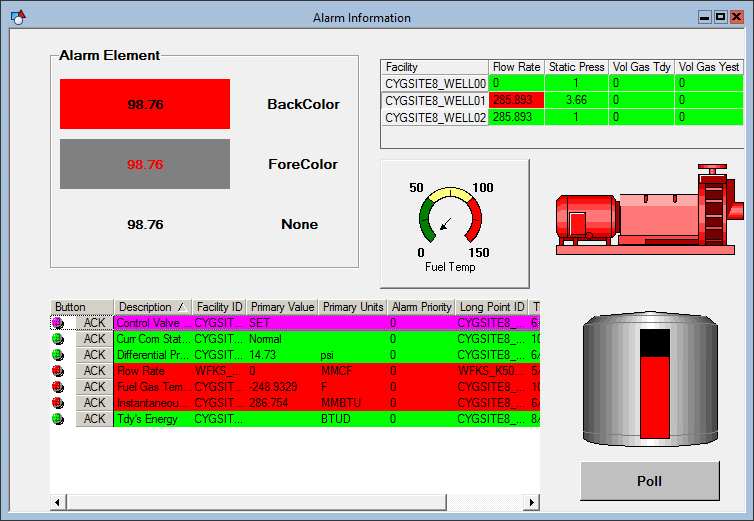 Alarm Information
Alarm Element
98.76 BackColor
98.76 ForeColor
98.76 None
Facility Flow Rate Static Press Vol Gas Tdy Vol Gas Yest
CYGSITE8_WELL00 0 1 0 0
CYGSITE8_WELL01 285.893 3.66 0 0
CYGSITE8_WELL02 285.893 1 0 0
50 100
0 150
Fuel Temp
Button Description Facility ID Primary Value Primary Units Alarm Priority Long Point ID T
ACK Control Valve ... CYGSIT... SET 0 CYGSITE8_... 6
ACK Curr Com Stat... CYGSIT... Normal 0 CYGSITE8_... 10
ACK Differential Pr... CYGSIT... 14.73 psi 0 CYGSITE8_... 6/
ACK Flow Rate WFKS_... 0 MMCF 0 WFKS_K50... 5/
ACK Fuel Gas Tem... CYGSIT... -248.9329 F 0 CYGSITE8_... 10
ACK Instantaneou... CYGSIT... 286.754 MMBTU 0 CYGSITE8_... 6/
ACK Tdy's Energy CYGSIT... BTUD 0 CYGSITE8_... 8/
Poll